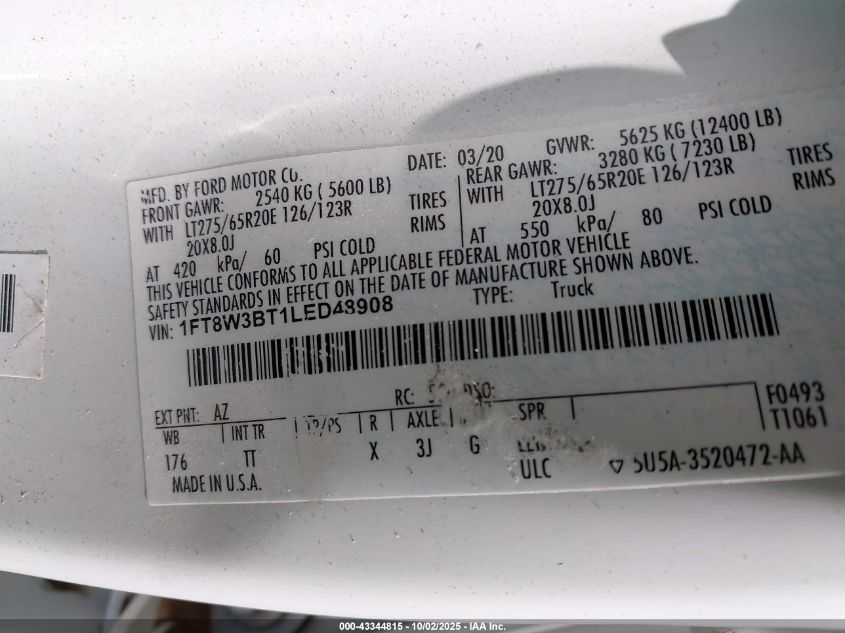 MFD. BY FORD MOTOR CO.
DATE: 03/20 GVWR: 5625 KG (12400 LB)
FRONT GAWR: 2540 KG ( 5600 LB) REAR GAWR: 3280 KG ( 7230 LB)
WITH LT275/65R20E 126/123R TIRES WITH LT275/65R20E 126/123R TIRES
20X8.0J RIMS 20X8.0J RIMS
AT 420 kPa/ 60 PSI COLD AT 550 kPa/ 80 PSI COLD
THIS VEHICLE CONFORMS TO ALL APPLICABLE FEDERAL MOTOR VEHICLE
SAFETY STANDARDS IN EFFECT ON THE DATE OF MANUFACTURE SHOWN ABOVE.
VIN: 1FT8W3BT1LED48908 TYPE: Truck
F0493
T1061
EXT PNT: AZ RC: DSO:
WB INT TR TP/PS R AXLE SPR
176 TT X 3J G
ULC 5U5A-3520472-AA
MADE IN U.S.A.
000-43344815 - 10/02/2025 - IAA Inc.